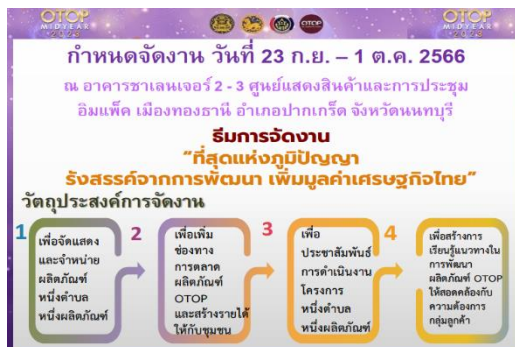 OTOP
MIDYEAR
2023
OTOP
OTOP
MIDYEAR
2023
กำหนดจัดงาน วันที่ 23 ก.ย. – 1 ต.ค. 2566
ณ อาคารชาเลนเจอร์ 2 - 3 ศูนย์แสดงสินค้าและการประชุม
อิมแพ็ค เมืองทองธานี อำเภอปากเกร็ด จังหวัดนนทบุรี
ธีมการจัดงาน
“ที่สุดแห่งภูมิปัญญา
รังสรรค์จากการพัฒนา เพิ่มมูลค่าเศรษฐกิจไทย”
วัตถุประสงค์การจัดงาน
1
เพื่อจัดแสดง
และจำหน่าย
ผลิตภัณฑ์
หนึ่งตำบล
หนึ่งผลิตภัณฑ์
2
เพื่อเพิ่ม
ช่องทาง
การตลาด
ผลิตภัณฑ์
OTOP
และสร้างรายได้
ให้กับชุมชน
3
เพื่อ
ประชาสัมพันธ์
การดำเนินงาน
โครงการ
หนึ่งตำบล
หนึ่งผลิตภัณฑ์
4
เพื่อสร้างการ
เรียนรู้แนวทางใน
การพัฒนา
ผลิตภัณฑ์ OTOP
ให้สอดคล้องกับ
ความต้องการ
กลุ่มลูกค้า